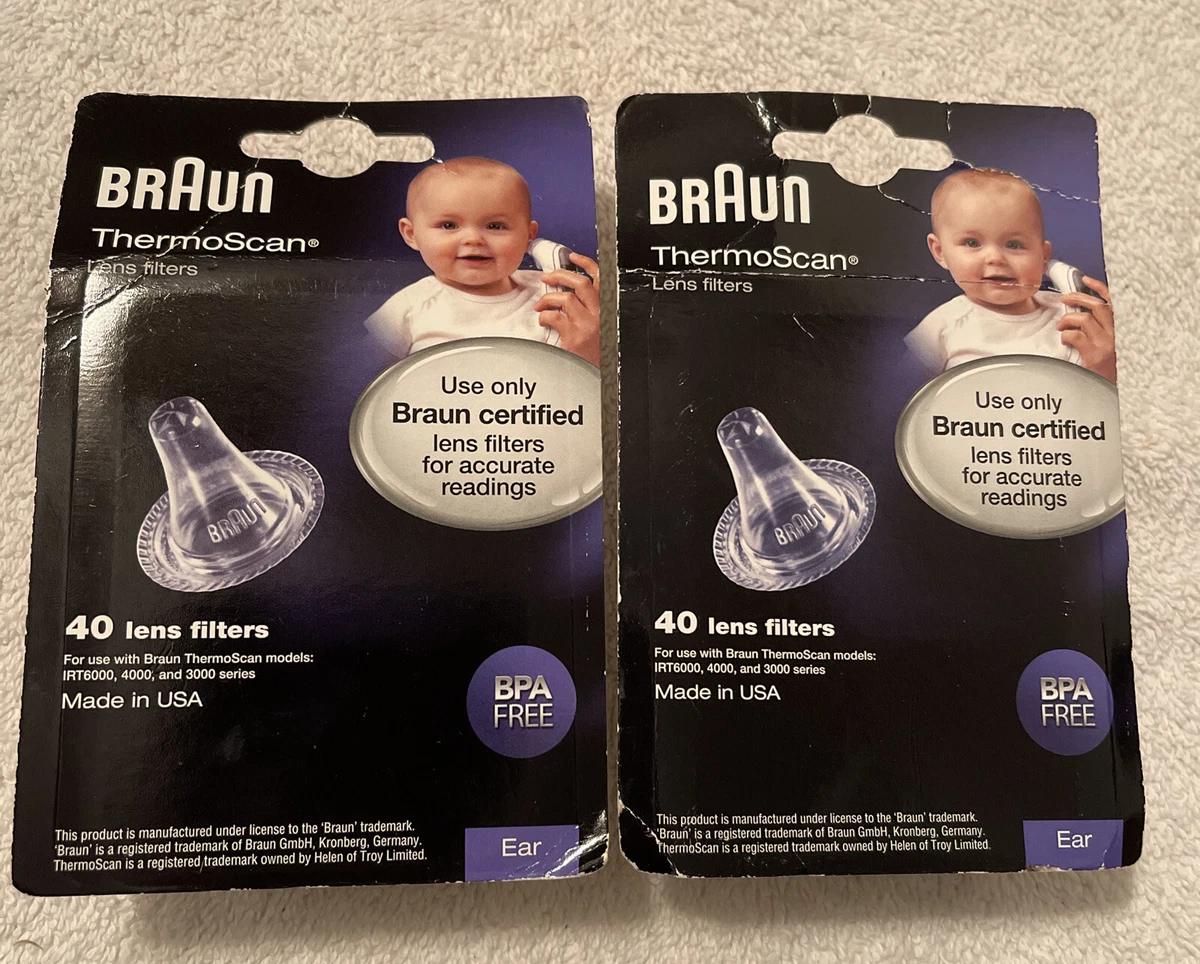 BRAUN
ThermoScan®
Lens filters
Use only
Braun certified
lens filters
for accurate
readings
BRAUN
40 lens filters
For use with Braun ThermoScan models:
IRT6000, 4000, and 3000 series
Made in USA
BPA
FREE
This product is manufactured under license to the 'Braun' trademark.
'Braun' is a registered trademark of Braun GmbH, Kronberg, Germany.
ThermoScan is a registered trademark owned by Helen of Troy Limited.
Ear
BRAUN
ThermoScan®
Lens filters
Use only
Braun certified
lens filters
for accurate
readings
BRAUN
40 lens filters
For use with Braun ThermoScan models:
IRT6000, 4000, and 3000 series
Made in USA
BPA
FREE
This product is manufactured under license to the 'Braun' trademark.
'Braun' is a registered trademark of Braun GmbH, Kronberg, Germany.
ThermoScan is a registered trademark owned by Helen of Troy Limited.
Ear